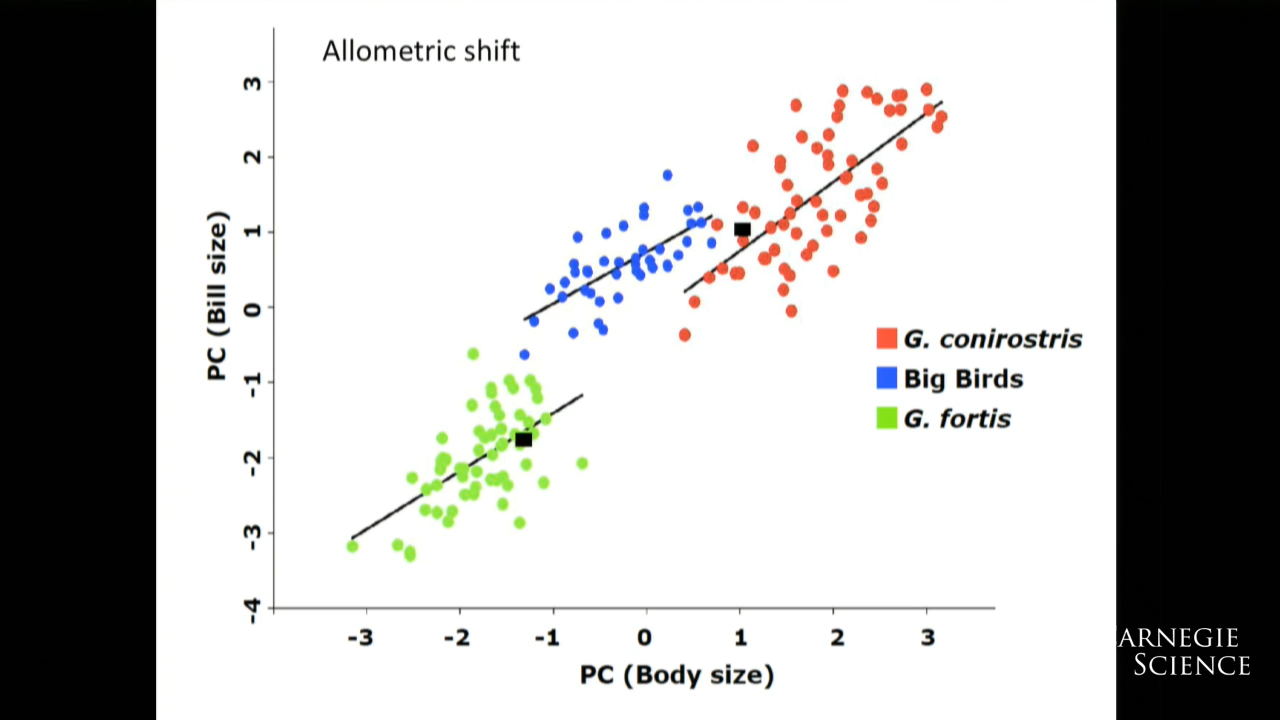 Allometric shift
3
2
1
0
-1
-2
-3
-4
PC (Bill size)
G. conirostris
Big Birds
G. fortis
-3 -2 -1 0 1 2 3
PC (Body size)
ARNEGIE
SCIENCE